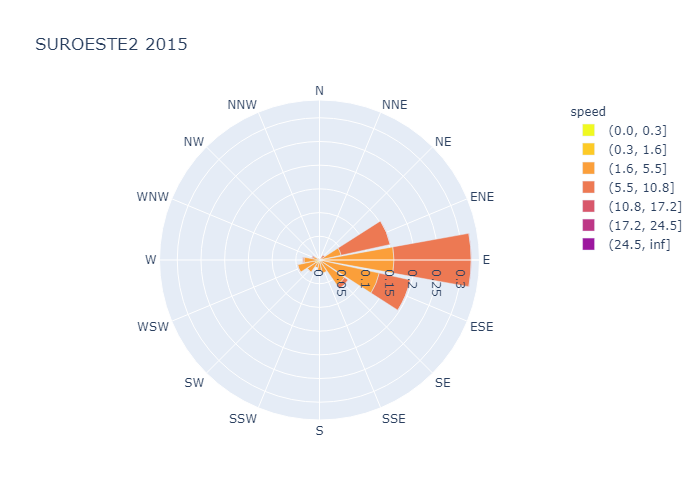 SUROESTE2 2015
N
NNE
NE
ENE
E
ESE
SE
SSE
S
SSW
SW
WSW
W
WNW
NW
NNW
0
0.05
0.1
0.15
0.2
0.25
0.3
speed
(0.0, 0.3]
(0.3, 1.6]
(1.6, 5.5]
(5.5, 10.8]
(10.8, 17.2]
(17.2, 24.5]
(24.5, inf]